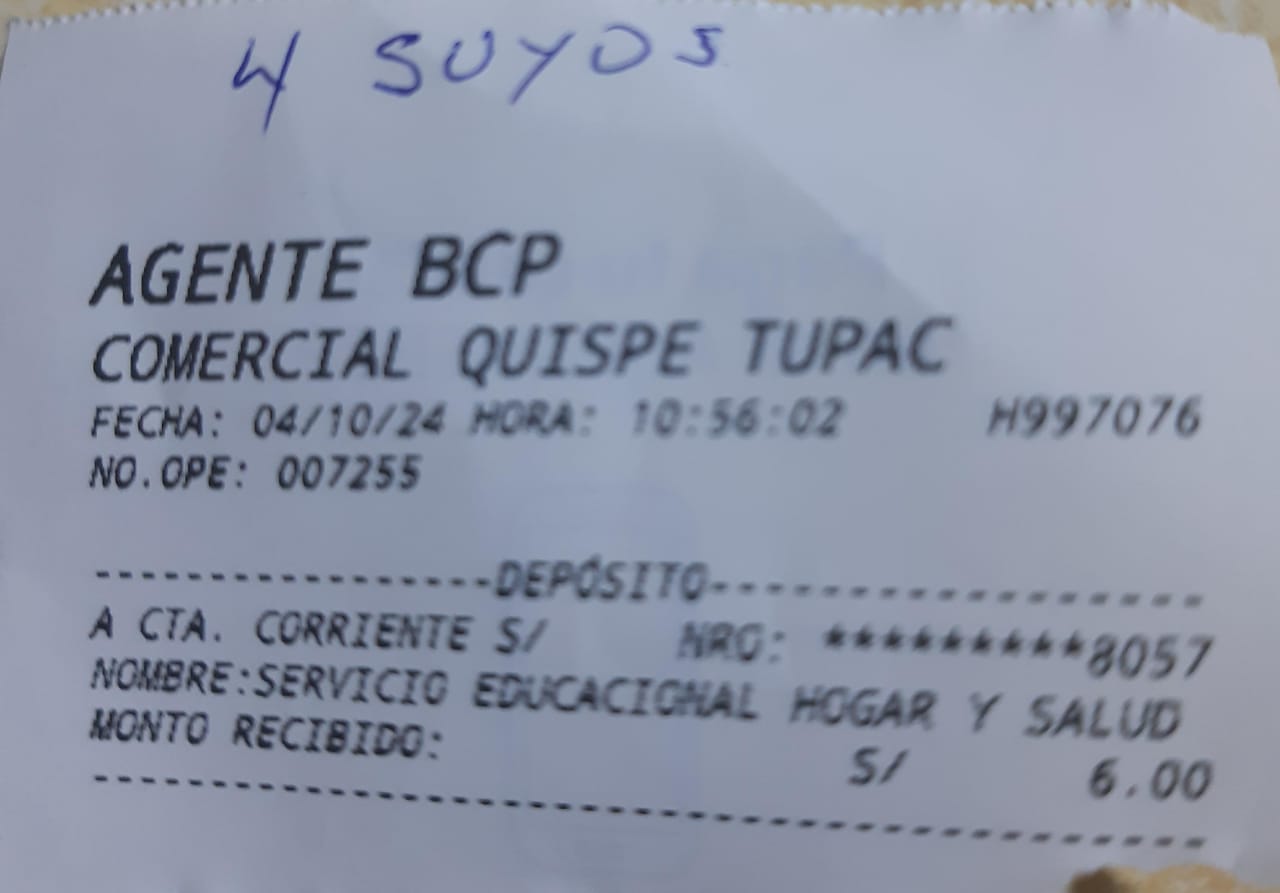 4 SUYOS
AGENTE BCP
COMERCIAL QUISPE TUPAC
FECHA: 04/10/24 HORA: 10:56:02 H997076
NO.OPE: 007255
-----------------DEPÓSITO------------------
A CTA. CORRIENTE S/ NRO: *********8057
NOMBRE:SERVICIO EDUCACIONAL HOGAR Y SALUD
MONTO RECIBIDO: S/ 6.00
-------------------------------------------